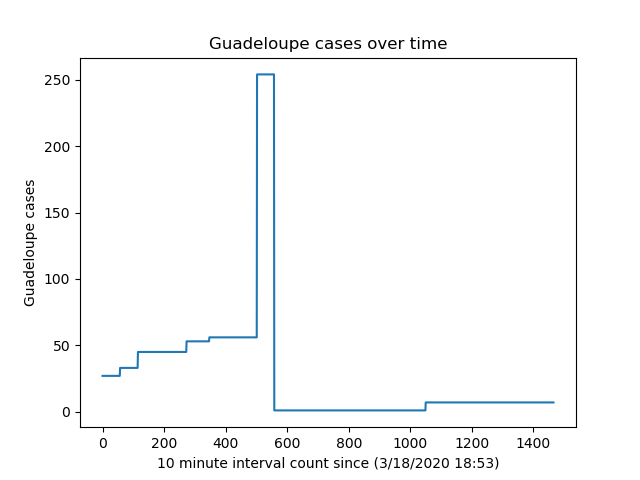 Guadeloupe cases over time
Guadeloupe cases
250
200
150
100
50
0
0 200 400 600 800 1000 1200 1400
10 minute interval count since (3/18/2020 18:53)